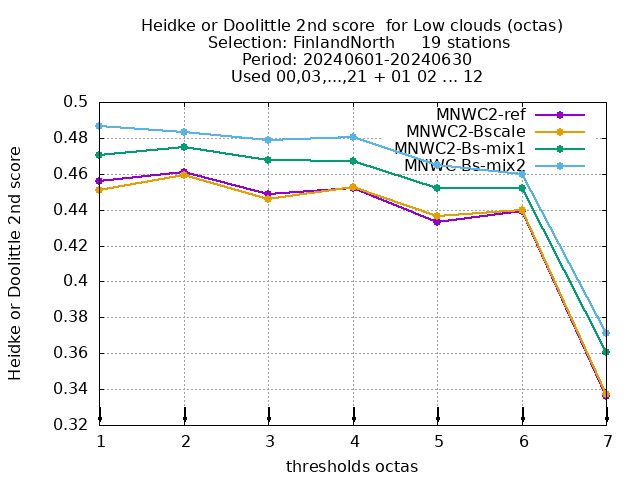 Heidke or Doolittle 2nd score  for Low clouds (octas)
Selection: FinlandNorth     19 stations
Period: 20240601-20240630
Used 00,03,...,21 + 01 02 ... 12
MNWC2-ref
MNWC2-Bscale
MNWC2-Bs-mix1
MNWC-Bs-mix2
Heidke or Doolittle 2nd score
0.5
0.48
0.46
0.44
0.42
0.4
0.38
0.36
0.34
0.32
1 2 3 4 5 6 7
thresholds octas